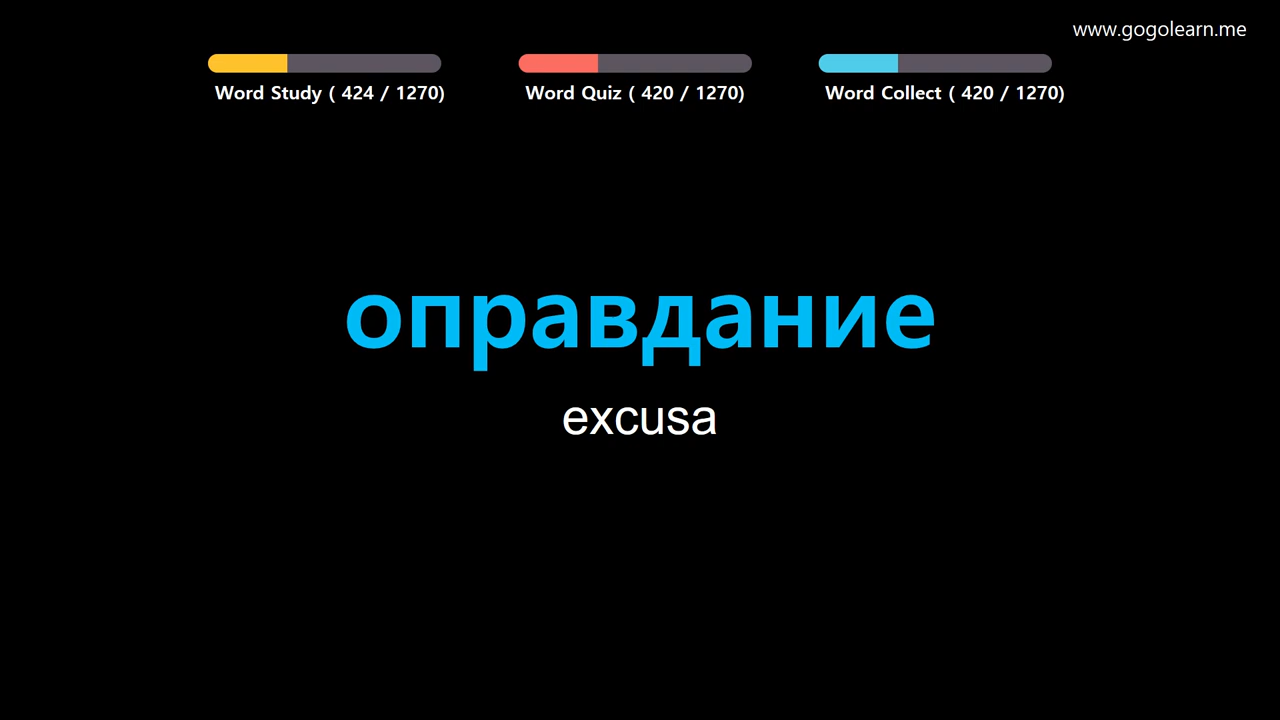 www.gogolearn.me
Word Study ( 424 / 1270)
Word Quiz ( 420 / 1270)
Word Collect ( 420 / 1270)
оправдание
excusa